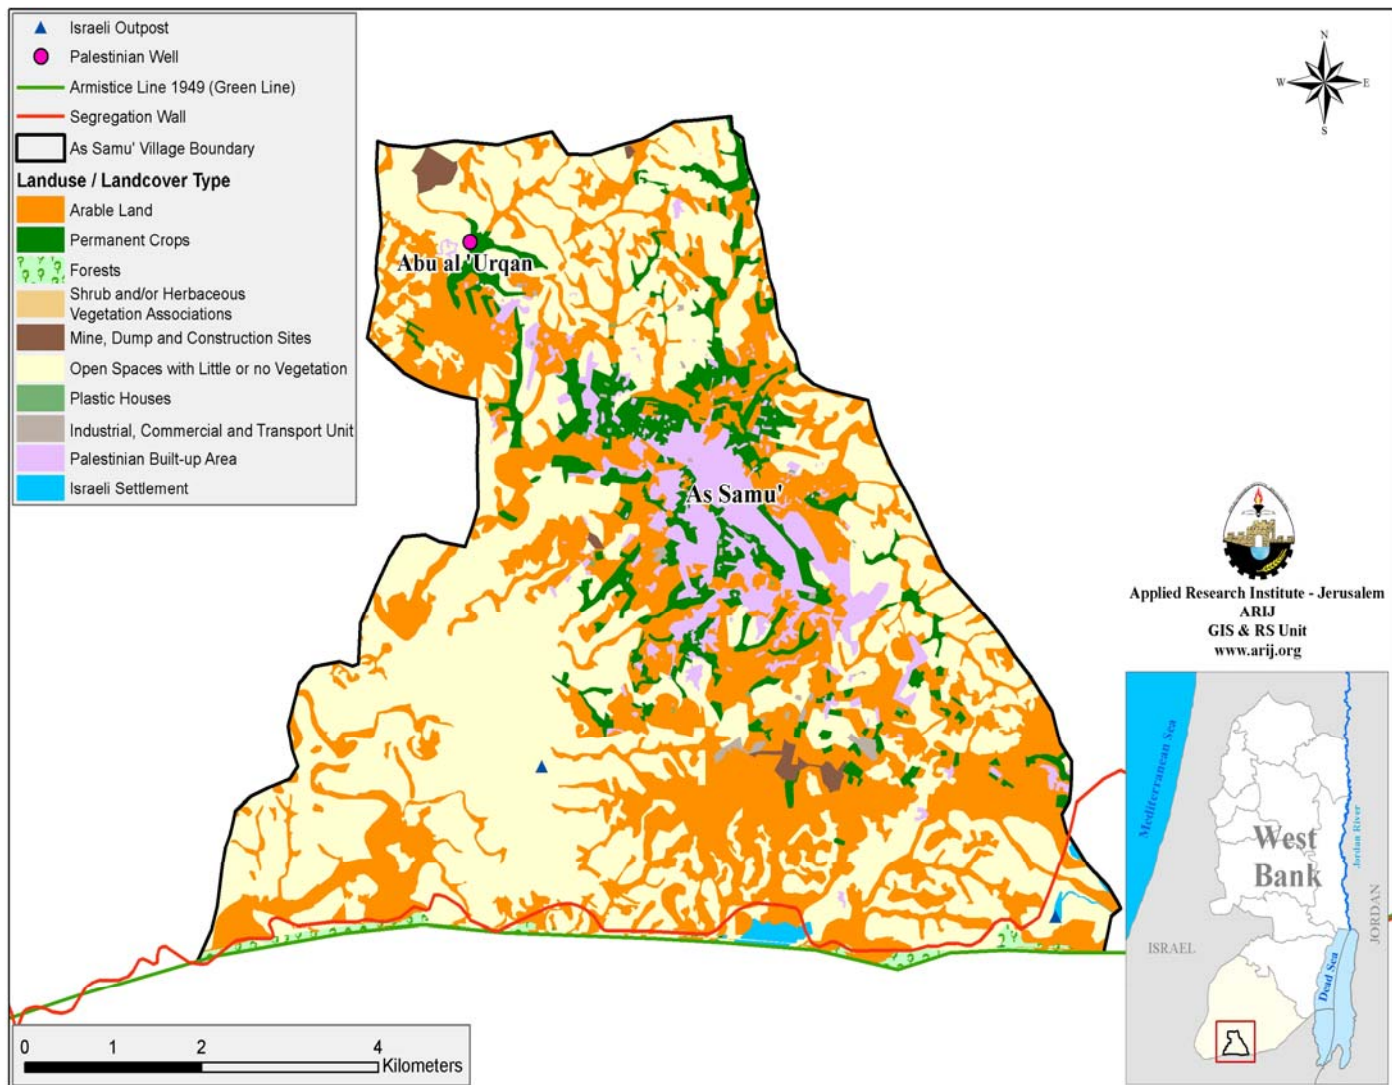 Israeli Outpost
Palestinian Well
Armistice Line 1949 (Green Line)
Segregation Wall
As Samu' Village Boundary
Landuse / Landcover Type
Arable Land
Permanent Crops
Forests
Shrub and/or Herbaceous
Vegetation Associations
Mine, Dump and Construction Sites
Open Spaces with Little or no Vegetation
Plastic Houses
Industrial, Commercial and Transport Unit
Palestinian Built-up Area
Israeli Settlement
N
W E
S
Abu al 'Urqan
As Samu'
Applied Research Institute - Jerusalem
ARIJ
GIS & RS Unit
www.arij.org
Mediterranean Sea
West
Bank
Jordan River
JORDAN
ISRAEL
Dead Sea
0 1 2 4
Kilometers